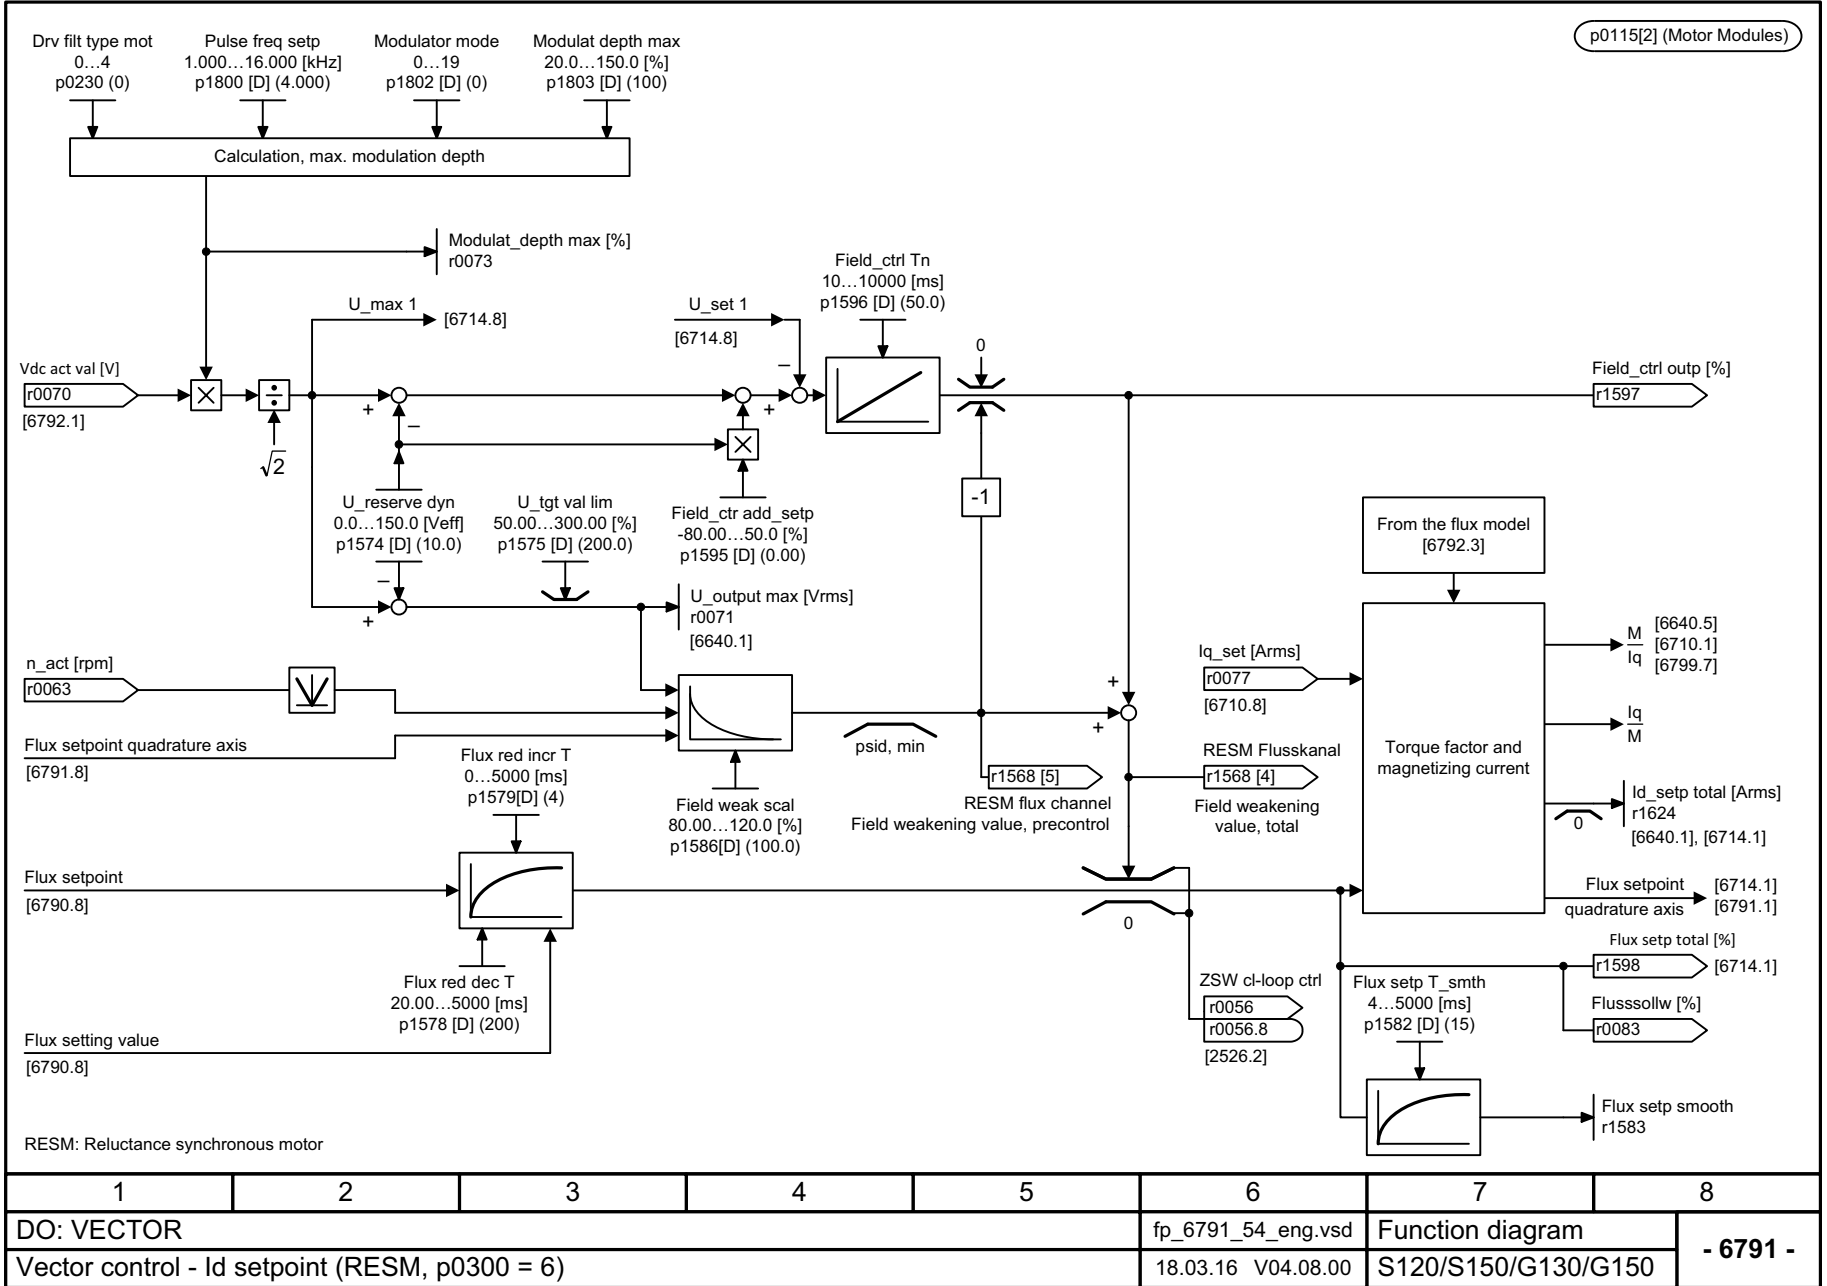 Drv filt type mot
0…4
p0230 (0)
Pulse freq setp
1.000…16.000 [kHz]
p1800 [D] (4.000)
Modulator mode
0…19
p1802 [D] (0)
Modulat depth max
20.0…150.0 [%]
p1803 [D] (100)
p0115[2] (Motor Modules)
Calculation, max. modulation depth
Modulat_depth max [%]
r0073
Field_ctrl Tn
10…10000 [ms]
p1596 [D] (50.0)
U_max 1
[6714.8]
U_set 1
[6714.8]
0
Vdc act val [V]
r0070
[6792.1]
×
÷
√2
+
–
+
–
×
Field_ctrl outp [%]
r1597
U_reserve dyn
0.0…150.0 [Veff]
p1574 [D] (10.0)
U_tgt val lim
50.00…300.00 [%]
p1575 [D] (200.0)
Field_ctr add_setp
-80.00…50.0 [%]
p1595 [D] (0.00)
-1
From the flux model
[6792.3]
–
+
U_output max [Vrms]
r0071
[6640.1]
n_act [rpm]
r0063
Flux setpoint quadrature axis
[6791.8]
Iq_set [Arms]
r0077
[6710.8]
Torque factor and
magnetizing current
M
Iq
[6640.5]
[6710.1]
[6799.7]
Iq
M
+
+
psid, min
r1568 [5]
RESM flux channel
Field weakening value, precontrol
RESM Flusskanal
r1568 [4]
Field weakening
value, total
Flux red incr T
0…5000 [ms]
p1579[D] (4)
Field weak scal
80.00…120.0 [%]
p1586[D] (100.0)
0
Id_setp total [Arms]
r1624
[6640.1], [6714.1]
Flux setpoint
[6790.8]
0
Flux setpoint
quadrature axis
[6714.1]
[6791.1]
Flux red dec T
20.00…5000 [ms]
p1578 [D] (200)
ZSW cl-loop ctrl
r0056
r0056.8
[2526.2]
Flux setp T_smth
4…5000 [ms]
p1582 [D] (15)
Flux setp total [%]
r1598
[6714.1]
Flusssollw [%]
r0083
Flux setting value
[6790.8]
Flux setp smooth
r1583
RESM: Reluctance synchronous motor
1 2 3 4 5 6 7 8
DO: VECTOR
fp_6791_54_eng.vsd
Function diagram
- 6791 -
Vector control - Id setpoint (RESM, p0300 = 6)
18.03.16 V04.08.00
S120/S150/G130/G150